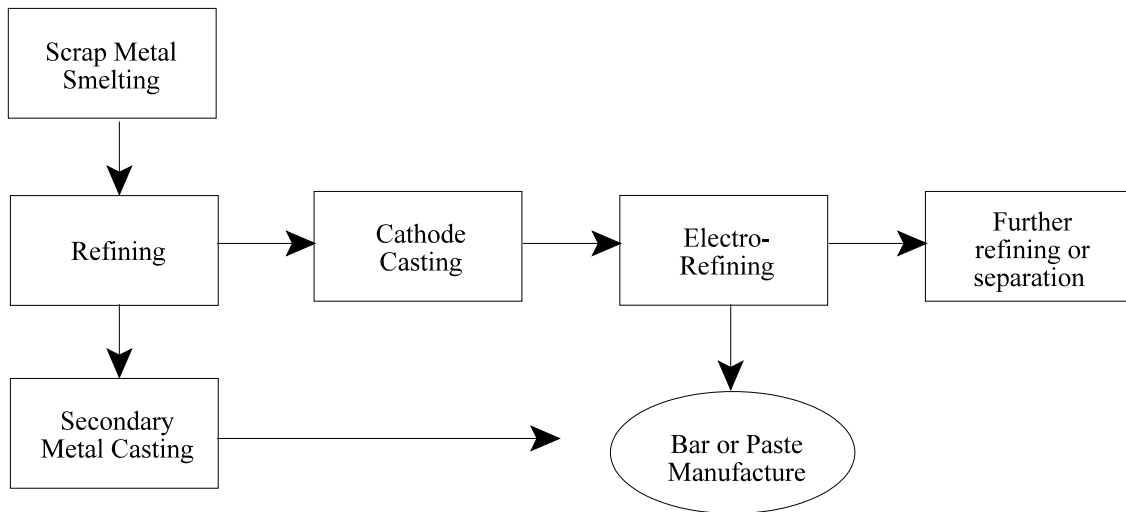 Scrap Metal
Smelting
Refining
Cathode
Casting
Electro-
Refining
Further
refining or
separation
Secondary
Metal Casting
Bar or Paste
Manufacture